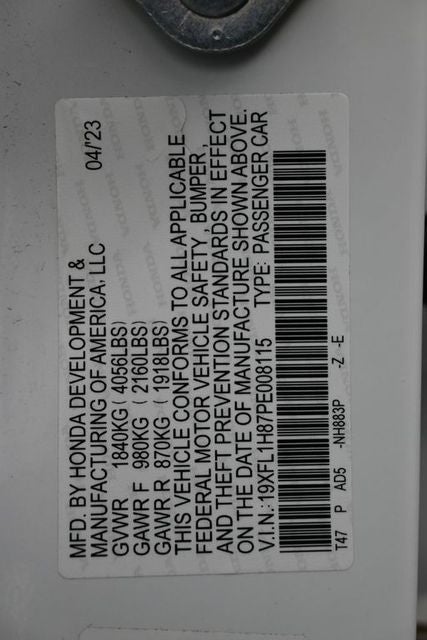 MFD. BY HONDA DEVELOPMENT &
MANUFACTURING OF AMERICA, LLC 04/'23
GVWR 1840KG ( 4056LBS)
GAWR F 980KG ( 2160LBS)
GAWR R 870KG ( 1918LBS)
THIS VEHICLE CONFORMS TO ALL APPLICABLE
FEDERAL MOTOR VEHICLE SAFETY , BUMPER ,
AND THEFT PREVENTION STANDARDS IN EFFECT
ON THE DATE OF MANUFACTURE SHOWN ABOVE.
V.I.N.:19XFL1H87PE008115 TYPE: PASSENGER CAR
T47 P AD5 -NH883P -Z -E